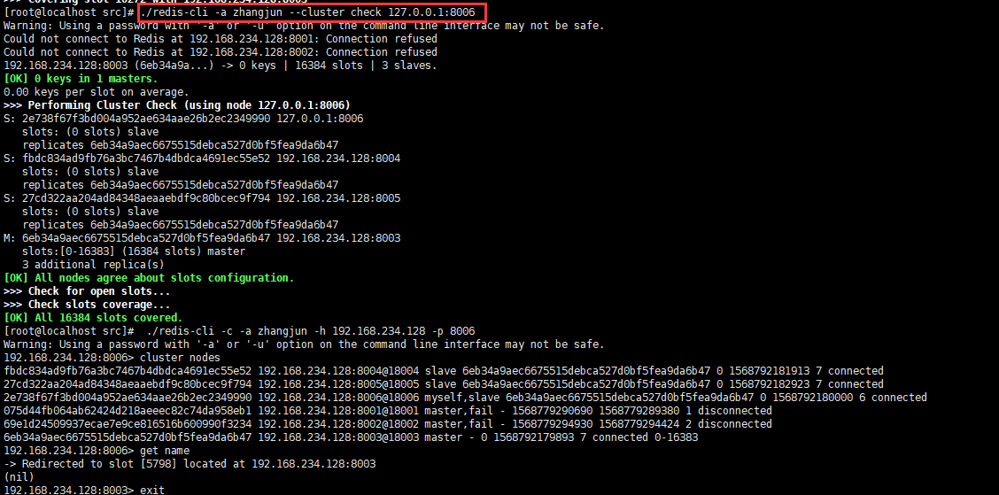 [root@localhost src]# ./redis-cli -a zhangjun --cluster check 127.0.0.1:8006
Warning: Using a password with '-a' or '-u' option on the command line interface may not be safe.
Could not connect to Redis at 192.168.234.128:8001: Connection refused
Could not connect to Redis at 192.168.234.128:8002: Connection refused
192.168.234.128:8003 (6eb34a9a...) -> 0 keys | 16384 slots | 3 slaves.
[OK] 0 keys in 1 masters.
0.00 keys per slot on average.
>>> Performing Cluster Check (using node 127.0.0.1:8006)
S: 2e738f67f3bd004a952ae634aae26b2ec2349990 127.0.0.1:8006
slots: (0 slots) slave
replicates 6eb34a9aec6675515debca527d0bf5fea9da6b47
S: fbdc834ad9fb76a3bc7467b4dbdca4691ec55e52 192.168.234.128:8004
slots: (0 slots) slave
replicates 6eb34a9aec6675515debca527d0bf5fea9da6b47
S: 27cd322aa204ad84348aeaaebdf9c80bcec9f794 192.168.234.128:8005
slots: (0 slots) slave
replicates 6eb34a9aec6675515debca527d0bf5fea9da6b47
M: 6eb34a9aec6675515debca527d0bf5fea9da6b47 192.168.234.128:8003
slots:[0-16383] (16384 slots) master
3 additional replica(s)
[OK] All nodes agree about slots configuration.
>>> Check for open slots...
>>> Check slots coverage...
[OK] All 16384 slots covered.
[root@localhost src]#  ./redis-cli -c -a zhangjun -h 192.168.234.128 -p 8006
Warning: Using a password with '-a' or '-u' option on the command line interface may not be safe.
192.168.234.128:8006> cluster nodes
fbdc834ad9fb76a3bc7467b4dbdca4691ec55e52 192.168.234.128:8004@18004 slave 6eb34a9aec6675515debca527d0bf5fea9da6b47 0 1568792181913 7 connected
27cd322aa204ad84348aeaaebdf9c80bcec9f794 192.168.234.128:8005@18005 slave 6eb34a9aec6675515debca527d0bf5fea9da6b47 0 1568792182923 7 connected
2e738f67f3bd004a952ae634aae26b2ec2349990 192.168.234.128:8006@18006 myself,slave 6eb34a9aec6675515debca527d0bf5fea9da6b47 0 1568792180000 6 connected
075d44fb064ab62424d218aeeec82c74da958eb1 192.168.234.128:8001@18001 master,fail - 1568779290690 1568779289380 1 disconnected
69e1d24509937ecae7e9ce816516b600990f3234 192.168.234.128:8002@18002 master,fail - 1568779294930 1568779294424 2 disconnected
6eb34a9aec6675515debca527d0bf5fea9da6b47 192.168.234.128:8003@18003 master - 0 1568792179893 7 connected 0-16383
192.168.234.128:8006> get name
-> Redirected to slot [5798] located at 192.168.234.128:8003
(nil)
192.168.234.128:8003> exit